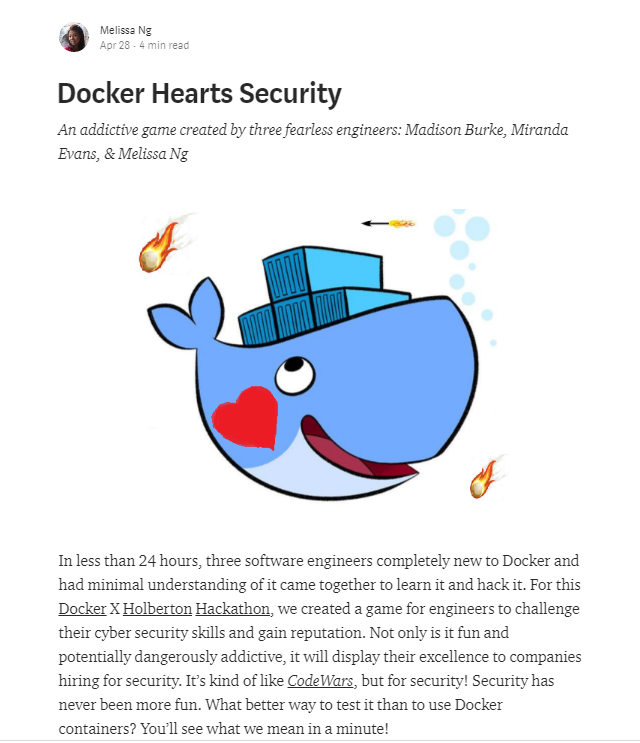 Melissa Ng
Apr 28 · 4 min read
Docker Hearts Security
An addictive game created by three fearless engineers: Madison Burke, Miranda
Evans, & Melissa Ng
In less than 24 hours, three software engineers completely new to Docker and
had minimal understanding of it came together to learn it and hack it. For this
Docker X Holberton Hackathon, we created a game for engineers to challenge
their cyber security skills and gain reputation. Not only is it fun and
potentially dangerously addictive, it will display their excellence to companies
hiring for security. It’s kind of like CodeWars, but for security! Security has
never been more fun. What better way to test it than to use Docker
containers? You’ll see what we mean in a minute!